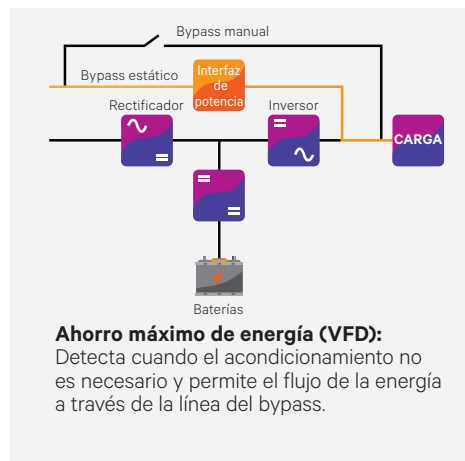 Bypass manual
Bypass estático
Interfaz
de
potencia
Rectificador
Inversor
CARGA
Baterías
Ahorro máximo de energía (VFD):
Detecta cuando el acondicionamiento no
es necesario y permite el flujo de la energía
a través de la línea del bypass.